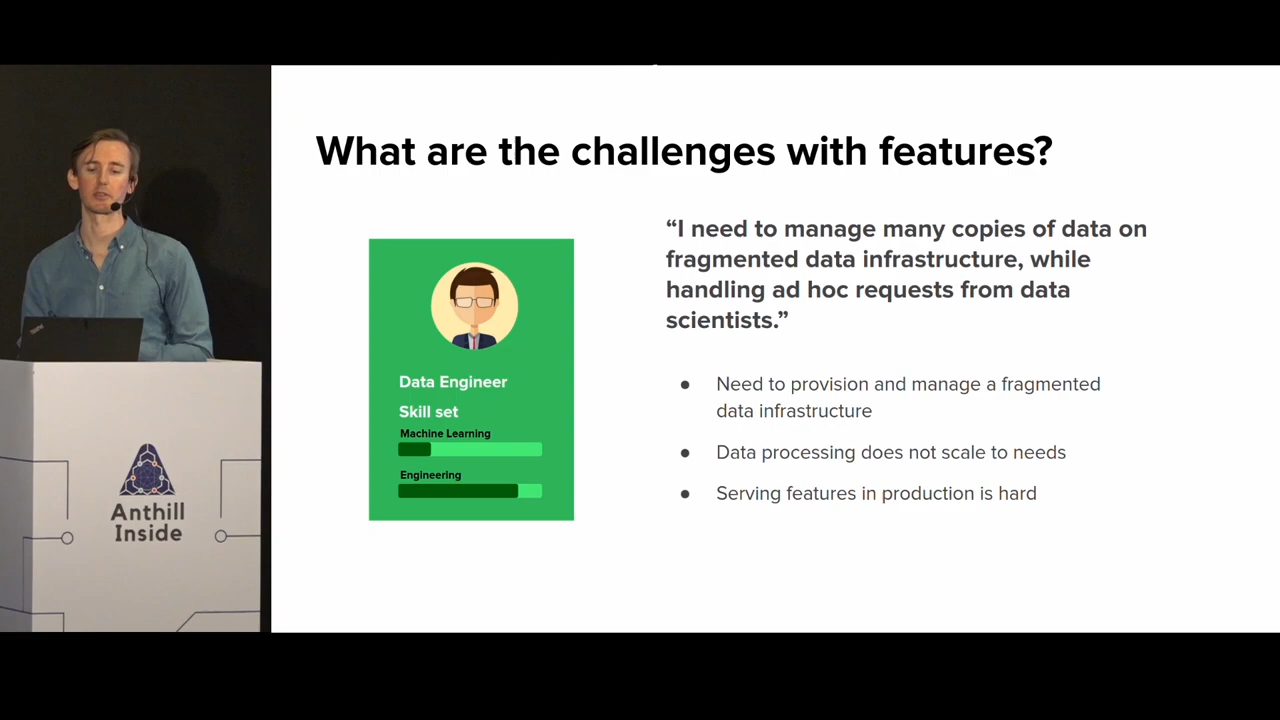 What are the challenges with features?
“I need to manage many copies of data on
fragmented data infrastructure, while
handling ad hoc requests from data
scientists.”
Data Engineer
Skill set
Machine Learning
Engineering
● Need to provision and manage a fragmented
data infrastructure
● Data processing does not scale to needs
● Serving features in production is hard
Anthill
Inside